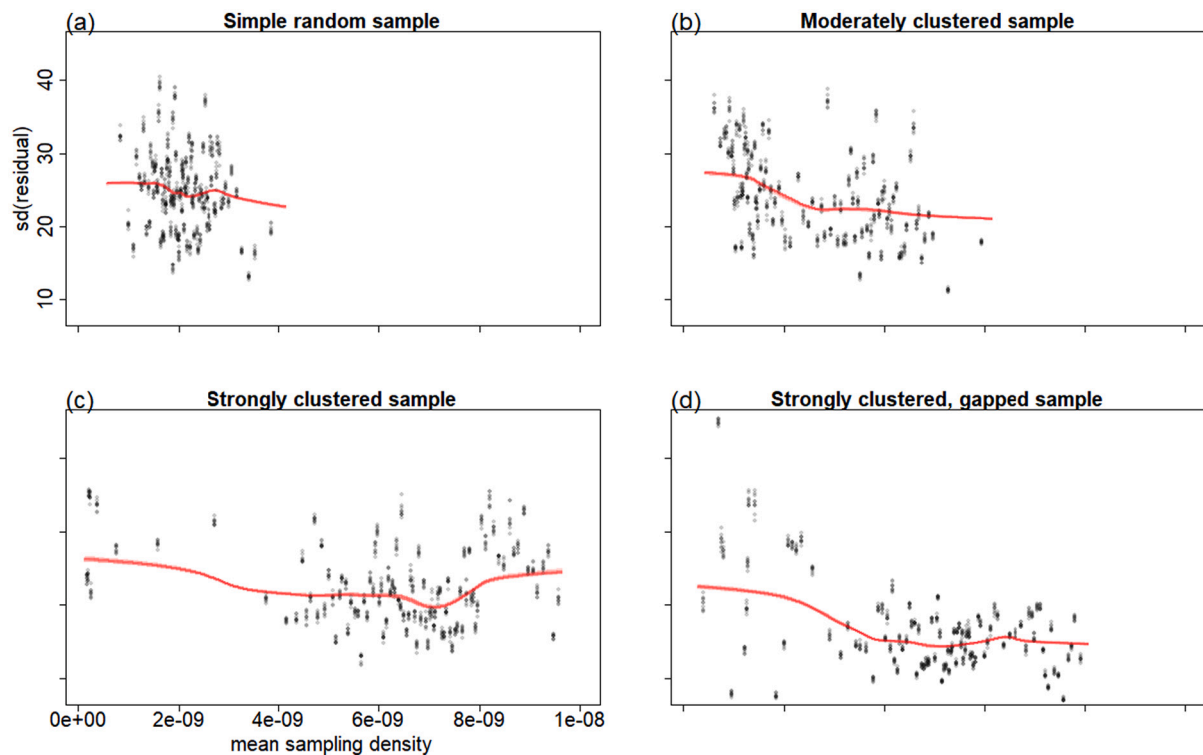 (a) Simple random sample
(b) Moderately clustered sample
40
30
20
10
sd(residual)
(c) Strongly clustered sample
(d) Strongly clustered, gapped sample
0e+00 2e-09 4e-09 6e-09 8e-09 1e-08
mean sampling density